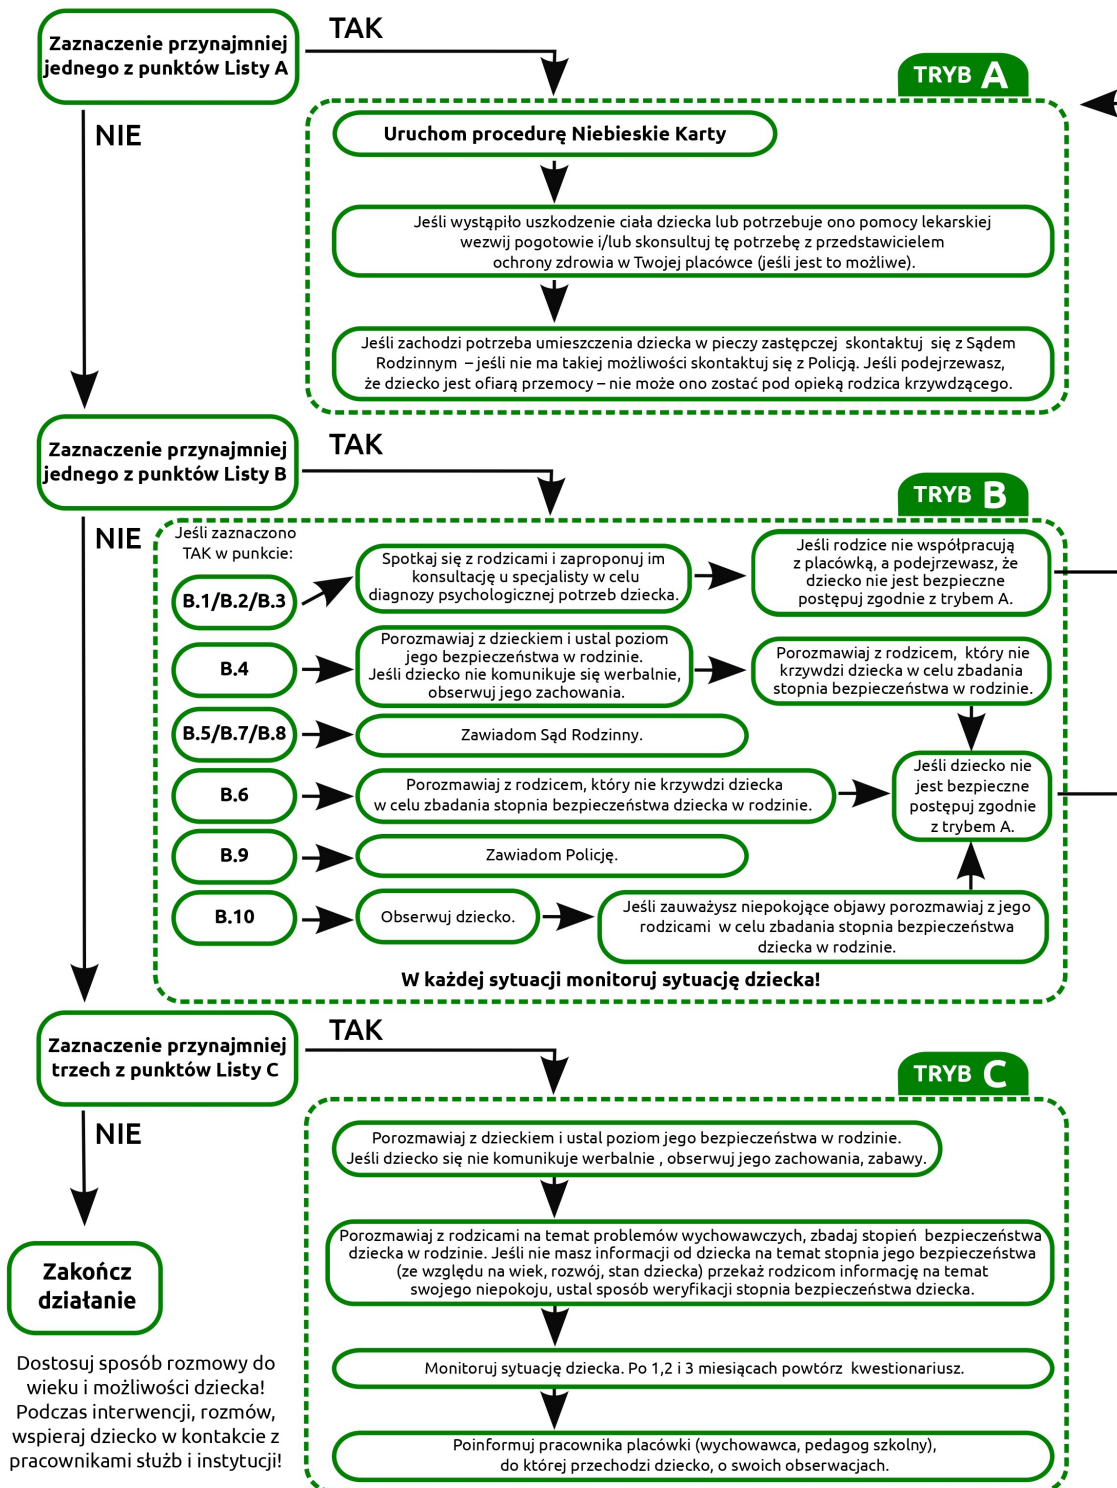 Zaznaczenie przynajmniej
jednego z punktów Listy A
TAK
NIE
TRYB A
Uruchom procedurę Niebieskie Karty
Jeśli wystąpiło uszkodzenie ciała dziecka lub potrzebuje ono pomocy lekarskiej
wezwij pogotowie i/lub skonsultuj tę potrzebę z przedstawicielem
ochrony zdrowia w Twojej placówce (jeśli jest to możliwe).
Jeśli zachodzi potrzeba umieszczenia dziecka w pieczy zastępczej skontaktuj się z Sądem
Rodzinnym – jeśli nie ma takiej możliwości skontaktuj się z Policją. Jeśli podejrzewasz,
że dziecko jest ofiarą przemocy – nie może ono zostać pod opieką rodzica krzywdzącego.
Zaznaczenie przynajmniej
jednego z punktów Listy B
TAK
NIE
TRYB B
Jeśli zaznaczono
TAK w punkcie:
B.1/B.2/B.3
Spotkaj się z rodzicami i zaproponuj im
konsultację u specjalisty w celu
diagnozy psychologicznej potrzeb dziecka.
Jeśli rodzice nie współpracują
z placówką, a podejrzewasz, że
dziecko nie jest bezpieczne
postępuj zgodnie z trybem A.
B.4
Porozmawiaj z dzieckiem i ustal poziom
jego bezpieczeństwa w rodzinie.
Jeśli dziecko nie komunikuje się werbalnie,
obserwuj jego zachowania.
Porozmawiaj z rodzicem, który nie
krzywdzi dziecka w celu zbadania
stopnia bezpieczeństwa w rodzinie.
B.5/B.7/B.8
Zawiadom Sąd Rodzinny.
B.6
Porozmawiaj z rodzicem, który nie krzywdzi dziecka
w celu zbadania stopnia bezpieczeństwa dziecka w rodzinie.
Jeśli dziecko nie
jest bezpieczne
postępuj zgodnie
z trybem A.
B.9
Zawiadom Policję.
B.10
Obserwuj dziecko.
Jeśli zauważysz niepokojące objawy porozmawiaj z jego
rodzicami w celu zbadania stopnia bezpieczeństwa
dziecka w rodzinie.
W każdej sytuacji monitoruj sytuację dziecka!
Zaznaczenie przynajmniej
trzech z punktów Listy C
TAK
NIE
TRYB C
Porozmawiaj z dzieckiem i ustal poziom jego bezpieczeństwa w rodzinie.
Jeśli dziecko się nie komunikuje werbalnie , obserwuj jego zachowania, zabawy.
Porozmawiaj z rodzicami na temat problemów wychowawczych, zbadaj stopień bezpieczeństwa
dziecka w rodzinie. Jeśli nie masz informacji od dziecka na temat stopnia jego bezpieczeństwa
(ze względu na wiek, rozwój, stan dziecka) przekaż rodzicom informację na temat
swojego niepokoju, ustal sposób weryfikacji stopnia bezpieczeństwa dziecka.
Monitoruj sytuację dziecka. Po 1,2 i 3 miesiącach powtórz kwestionariusz.
Poinformuj pracownika placówki (wychowawca, pedagog szkolny),
do której przechodzi dziecko, o swoich obserwacjach.
Zakończ
działanie
Dostosuj sposób rozmowy do
wieku i możliwości dziecka!
Podczas interwencji, rozmów,
wspieraj dziecko w kontakcie z
pracownikami służb i instytucji!